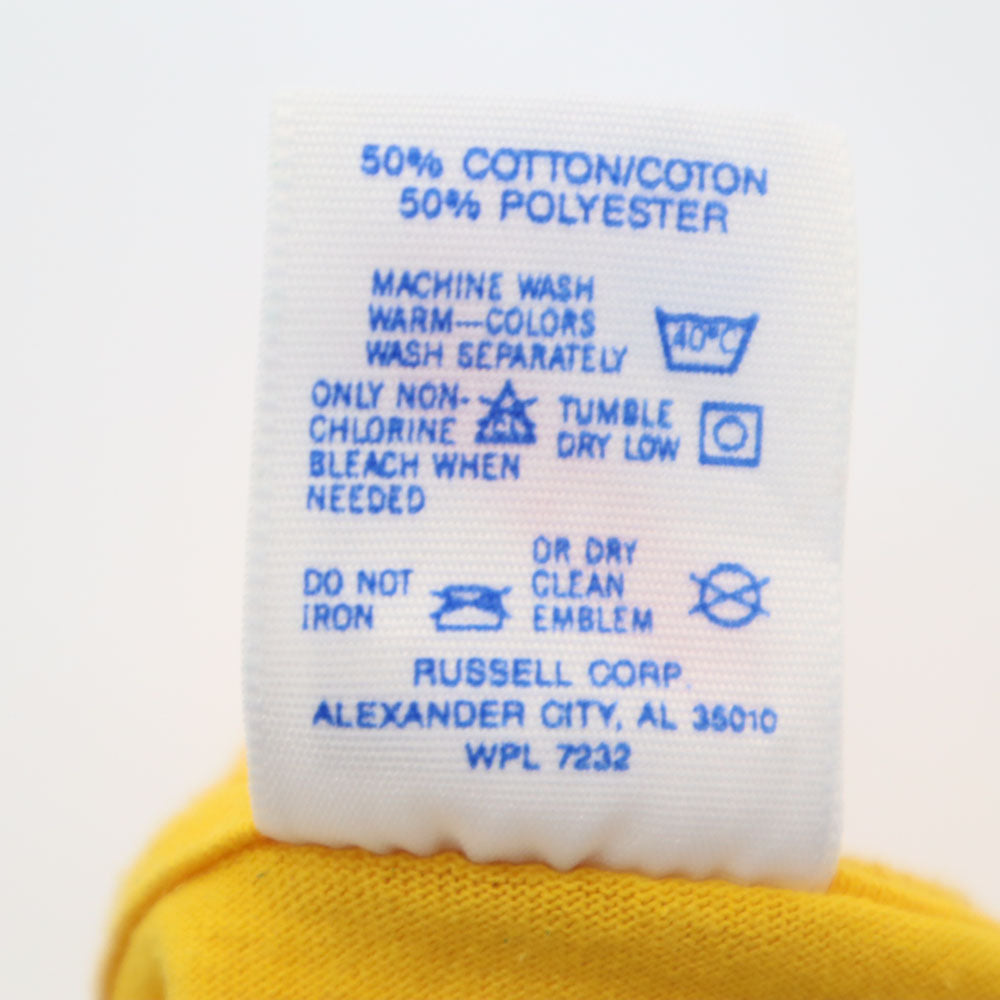 50% COTTON/COTON
50% POLYESTER
MACHINE WASH
WARM—COLORS
WASH SEPARATELY
40°C
ONLY NON-
CHLORINE
BLEACH WHEN
NEEDED
CL
TUMBLE
DRY LOW
DO NOT
IRON
OR DRY
CLEAN
EMBLEM
RUSSELL CORP.
ALEXANDER CITY, AL 35010
WPL 7232